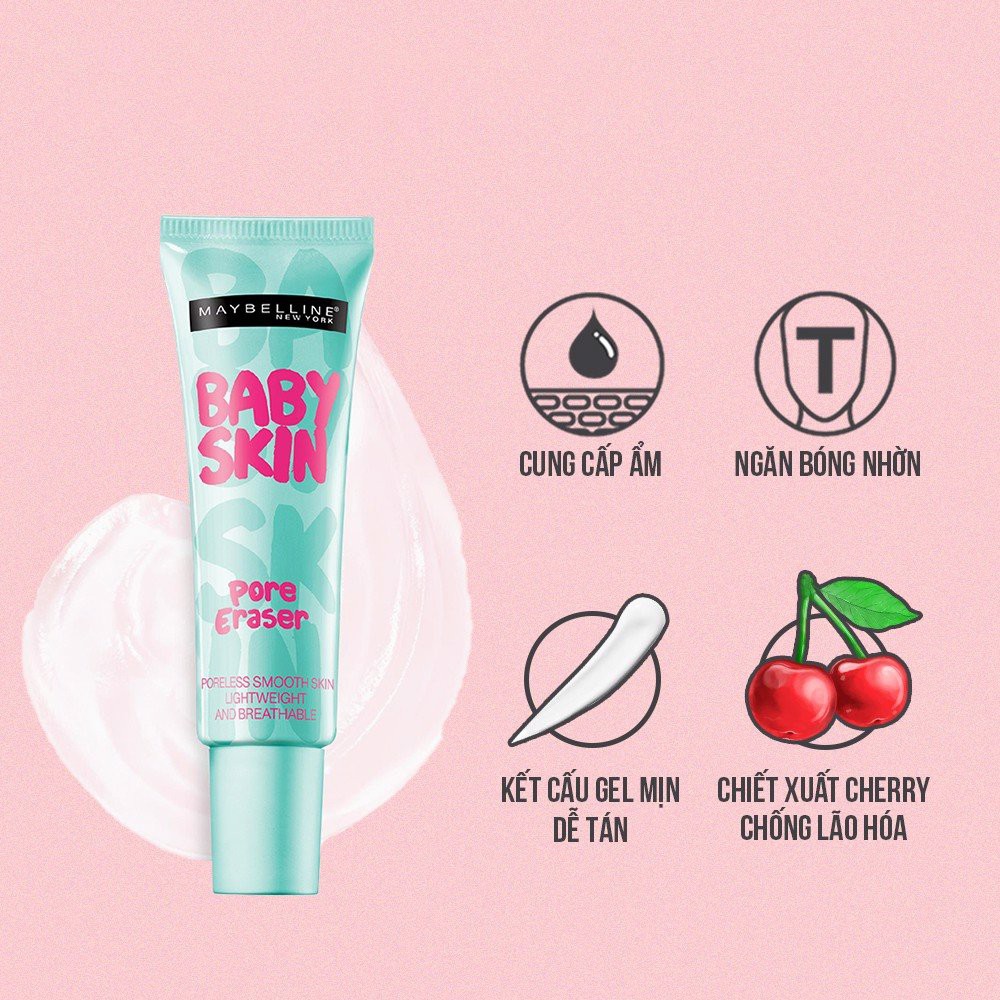 MAYBELLINE®
NEW YORK
BABY
SKIN
Pore
Eraser
PORELESS SMOOTH SKIN
LIGHTWEIGHT
AND BREATHABLE
CUNG CẤP ẨM
T
NGĂN BÓNG NHỜN
KẾT CẤU GEL MỊN
DỄ TÁN
CHIẾT XUẤT CHERRY
CHỐNG LÃO HÓA